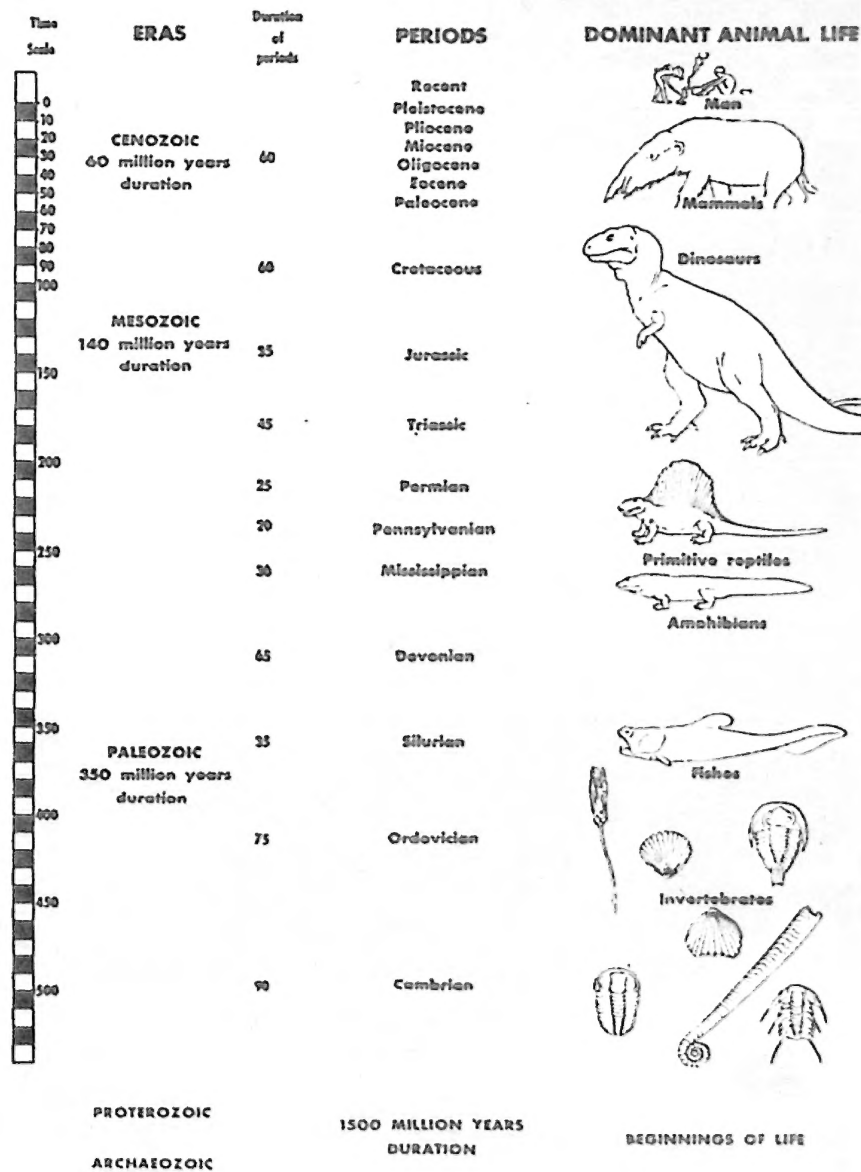 Time
Scale
ERAS
Duration
of
periods
PERIODS
DOMINANT ANIMAL LIFE
0
10
20
30
40
50
60
70
80
90
100
150
200
250
300
350
400
450
500
CENOZOIC
60 million years
duration
60
Recent
Pleistocene
Pliocene
Miocene
Oligocene
Eocene
Paleocene
Man
Mammals
MESOZOIC
140 million years
duration
60
Cretaceous
35
Jurassic
45
Triassic
Dinosaurs
PALEOZOIC
350 million years
duration
25
Permian
20
Pennsylvanian
30
Mississippian
65
Devonian
35
Silurian
75
Ordovician
90
Cambrian
Primitive reptiles
Amohibians
Fishes
Invertebrates
PROTEROZOIC
ARCHAEOZOIC
1500 MILLION YEARS
DURATION
BEGINNINGS OF LIFE